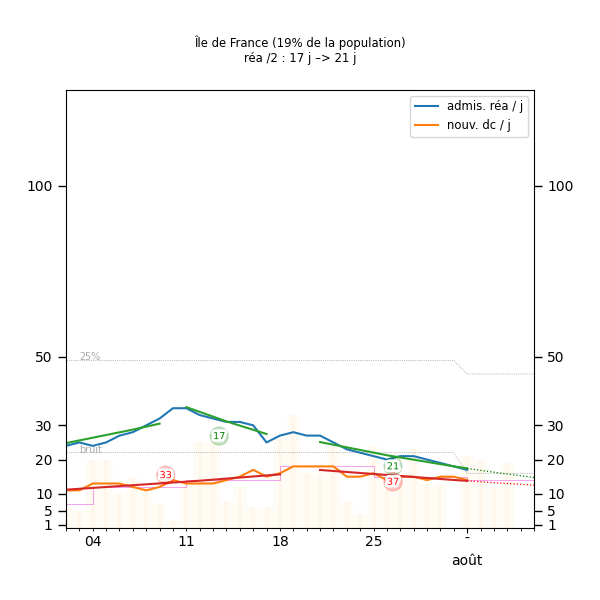 Île de France (19% de la population)
réa /2 : 17 j –> 21 j
admis. réa / j
nouv. dc / j
100 100
50 50
25%
30 30
bruit
17
20 20
21
33
37
10 10
5 5
1 1
04 11 18 25 -
août